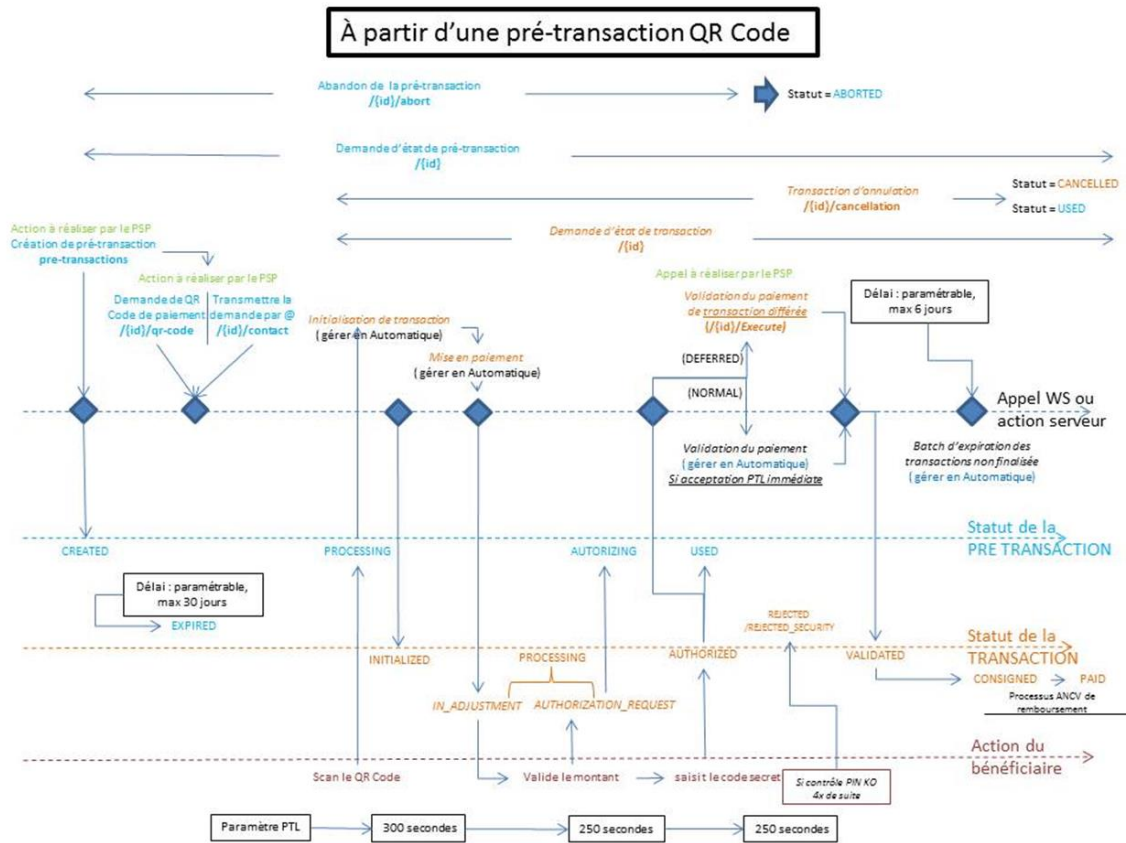 À partir d'une pré-transaction QR Code
Abandon de la pré-transaction
/{id}/abort
Statut = ABORTED
Demande d'état de pré-transaction
/{id}
Transaction d'annulation
/{id}/cancellation
Statut = CANCELLED
Statut = USED
Demande d'état de transaction
/{id}
Action à réaliser par le PSP
Création de pré-transaction
pre-transactions
Action à réaliser par le PSP
Demande de QR
Code de paiement
/{id}/qr-code
Transmettre la
demande par @
/{id}/contact
Initialisation de transaction
(gérer en Automatique)
Mise en paiement
(gérer en Automatique)
Appel à réaliser par le PSP
Validation du paiement
de transaction différée
(/{id}/Execute)
Délai : paramétrable,
max 6 jours
(DEFERRED)
(NORMAL)
Appel WS ou
action serveur
Validation du paiement
(gérer en Automatique)
Si acceptation PTL immédiate
Batch d'expiration des
transactions non finalisée
(gérer en Automatique)
Statut de la
PRE TRANSACTION
CREATED
PROCESSING
AUTORIZING
USED
Délai : paramétrable,
max 30 jours
EXPIRED
REJECTED
/REJECTED_SECURITY
Statut de la
TRANSACTION
INITIALIZED
PROCESSING
AUTHORIZED
VALIDATED
CONSIGNED
PAID
Processus ANCV de
remboursement
IN_ADJUSTMENT
AUTHORIZATION_REQUEST
Action du
bénéficiaire
Scan le QR Code
Valide le montant
saisit le code secret
Si contrôle PIN KO
4x de suite
Paramètre PTL
300 secondes
250 secondes
250 secondes